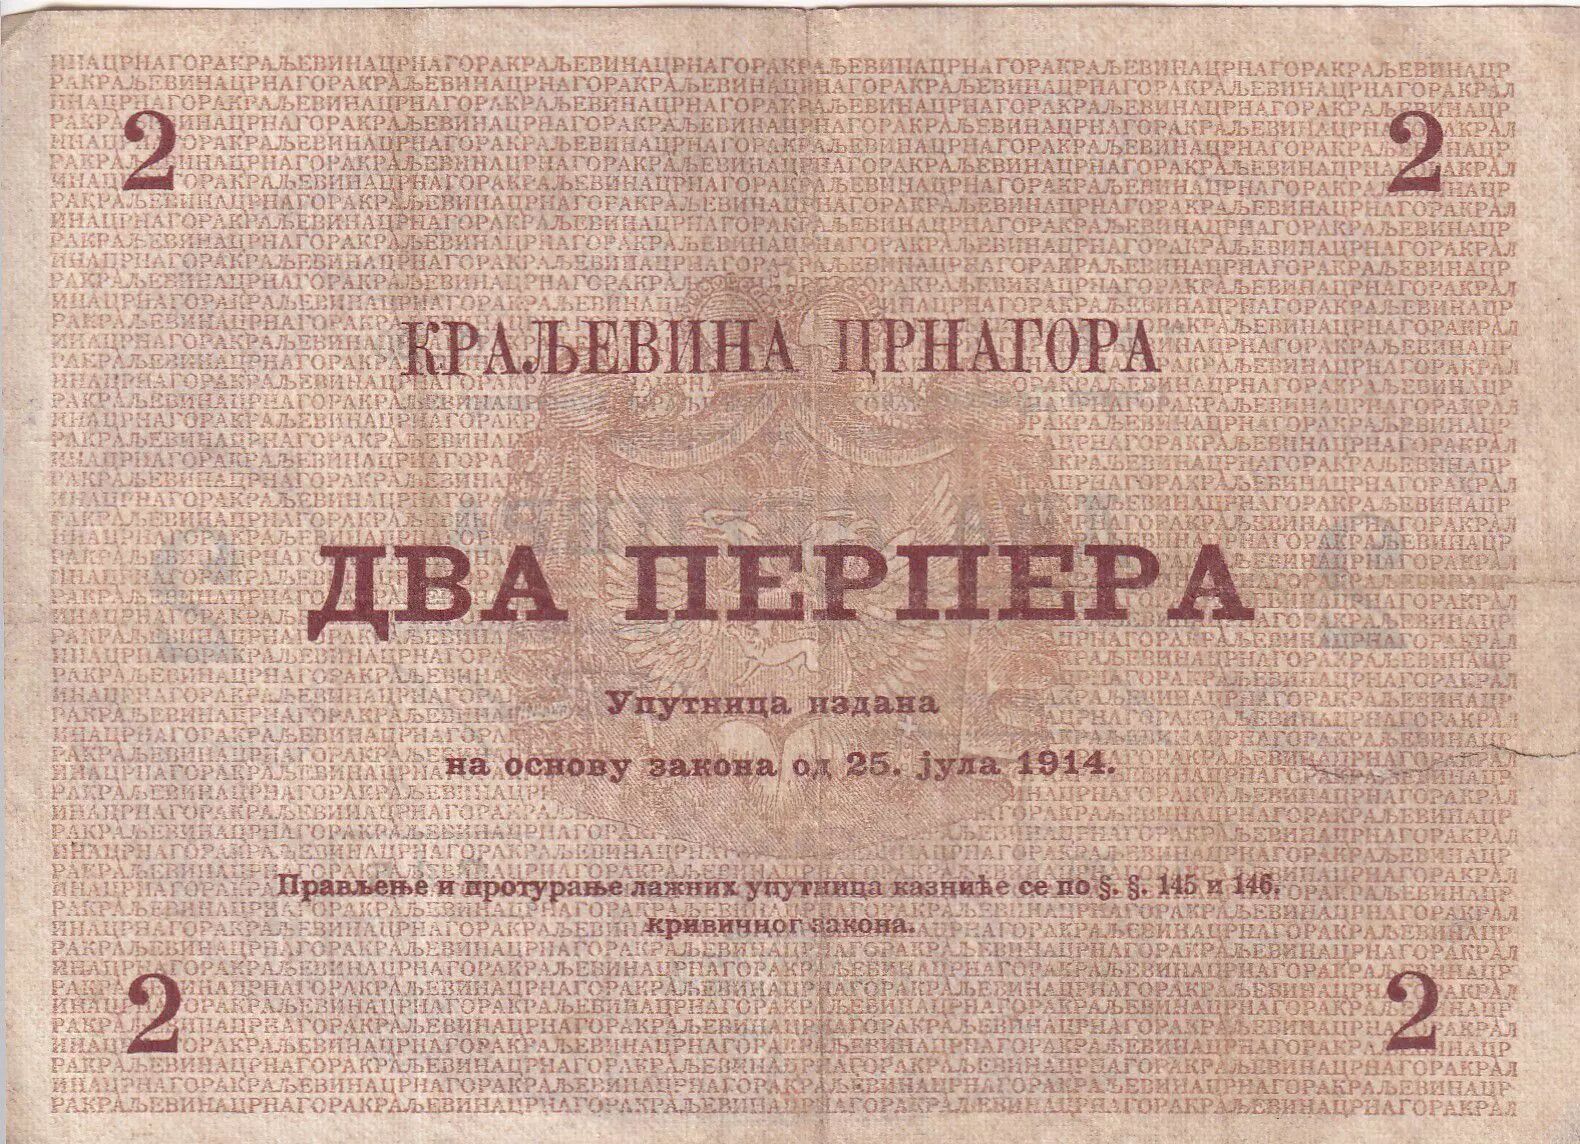 2 2
КРАЉЕВИНА ЦРНАГОРА
ДВА ПЕРПЕРА
Упутница издана
на основу закона од 25. јула 1914.
Прављење и протурање лажних упутница казниће се по §. §. 145 и 146.
кривичног закона.
2 2